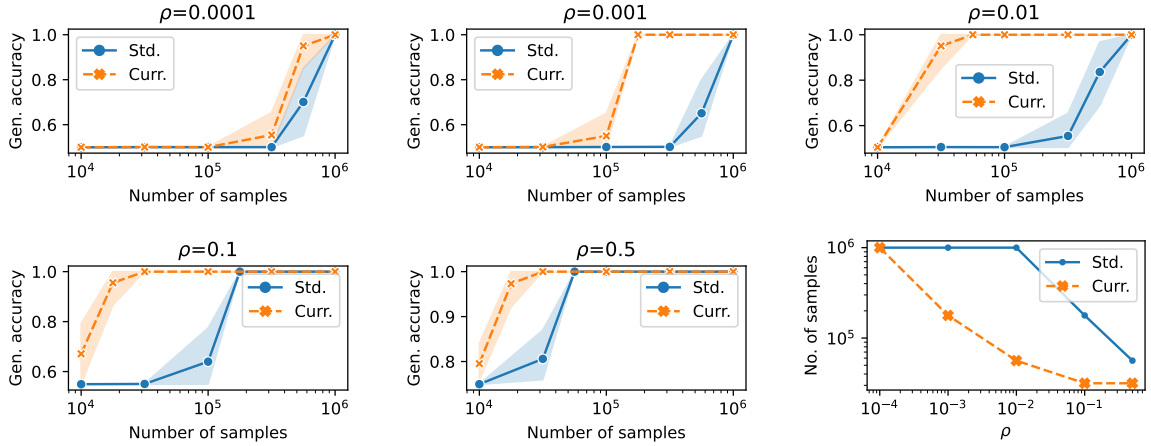 ρ=0.0001
Gen. accuracy
1.0
0.8
0.6
Std.
Curr.
10^4
10^5
10^6
Number of samples
ρ=0.001
Gen. accuracy
1.0
0.8
0.6
Std.
Curr.
10^4
10^5
10^6
Number of samples
ρ=0.01
Gen. accuracy
1.0
0.8
0.6
Std.
Curr.
10^4
10^5
10^6
Number of samples
ρ=0.1
Gen. accuracy
1.0
0.8
0.6
Std.
Curr.
10^4
10^5
10^6
Number of samples
ρ=0.5
Gen. accuracy
1.0
0.9
0.8
Std.
Curr.
10^4
10^5
10^6
Number of samples
No. of samples
10^6
10^5
Std.
Curr.
10^−4
10^−3
10^−2
10^−1
ρ